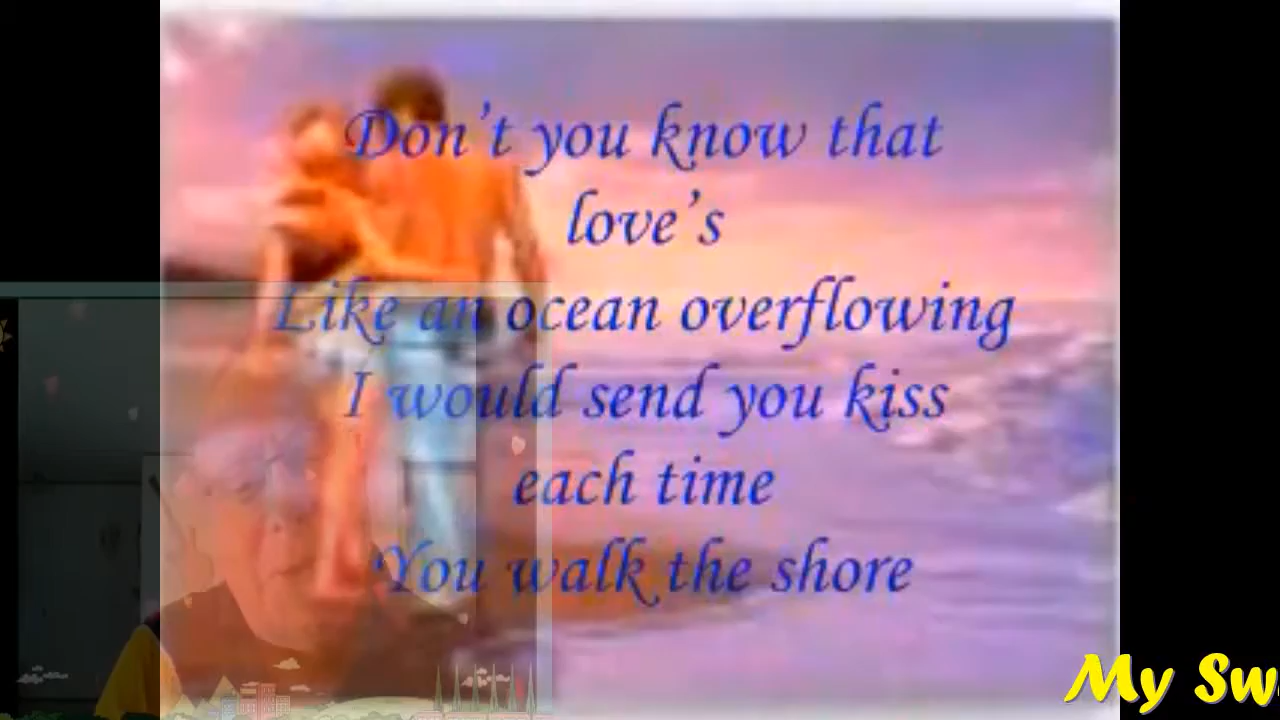 Don't you know that
love's
Like an ocean overflowing
I would send you kiss
each time
You walk the shore
My Sw